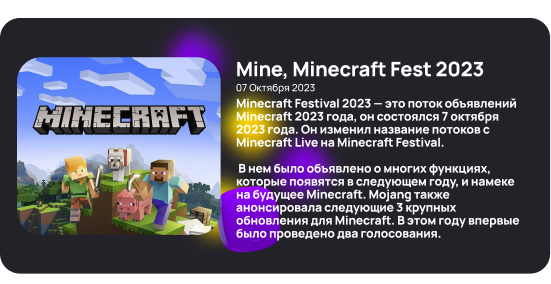 MINECRAFT
Mine, Minecraft Fest 2023
07 Октября 2023
Minecraft Festival 2023 — это поток объявлений
Minecraft 2023 года, он состоялся 7 октября
2023 года. Он изменил название потоков с
Minecraft Live на Minecraft Festival.
В нем было объявлено о многих функциях,
которые появятся в следующем году, и намеке
на будущее Minecraft. Mojang также
анонсировала следующие 3 крупных
обновления для Minecraft. В этом году впервые
было проведено два голосования.